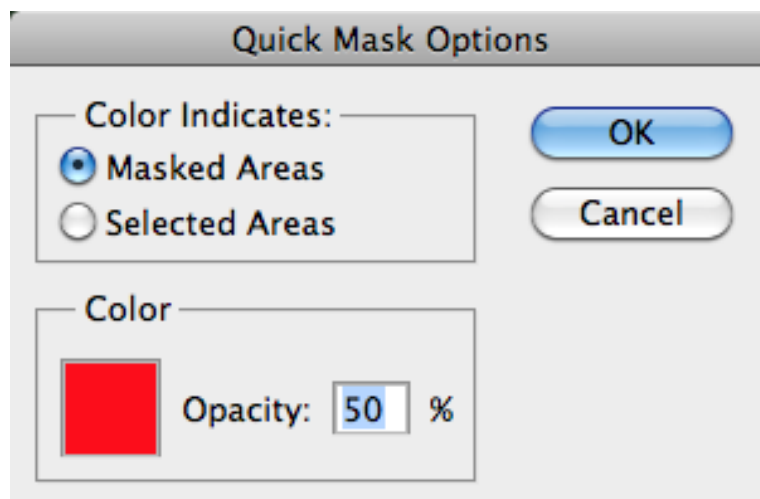 Quick Mask Options
Color Indicates:
Masked Areas
Selected Areas
OK
Cancel
Color
Opacity: 50 %